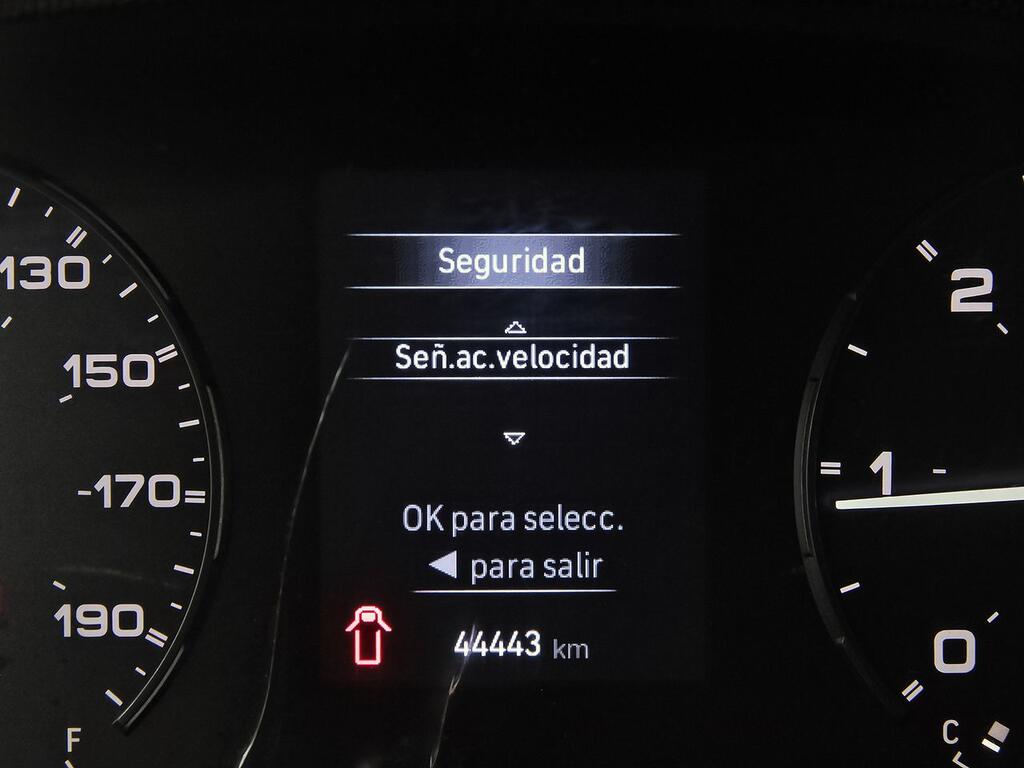 Seguridad
Señ.ac.velocidad
OK para selecc.
◀ para salir
44443 km
130
150
170
190
F
2
1
0
C